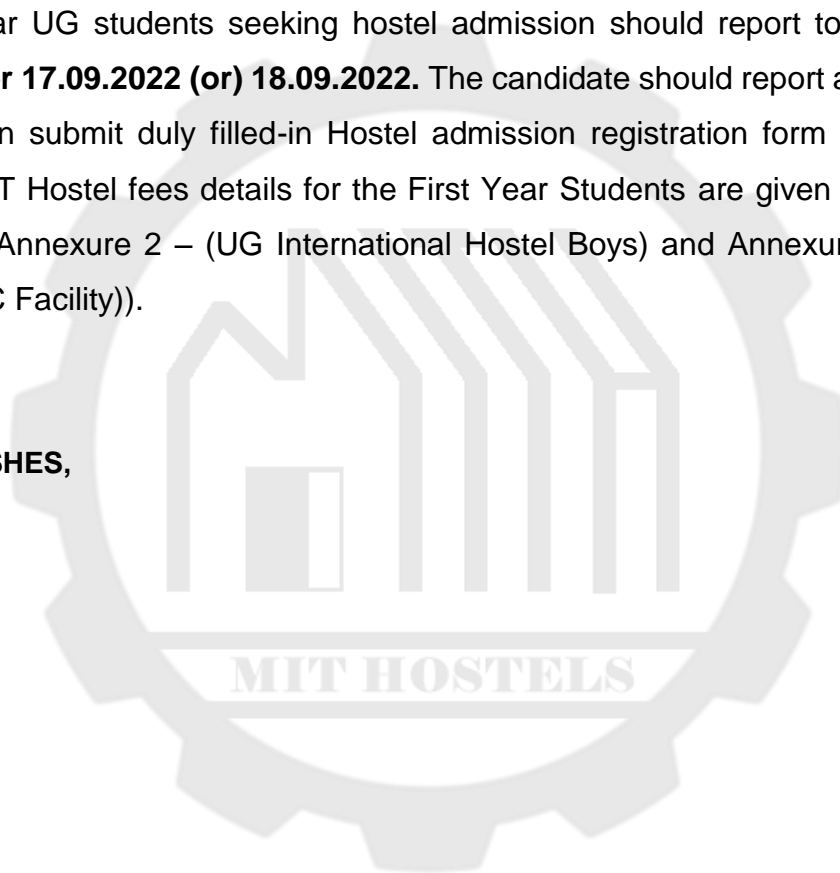 ar UG students seeking hostel admission should report to
r 17.09.2022 (or) 18.09.2022. The candidate should report a
n submit duly filled-in Hostel admission registration form
T Hostel fees details for the First Year Students are given
Annexure 2 – (UG International Hostel Boys) and Annexur
C Facility)).
SHES,
MIT HOSTELS